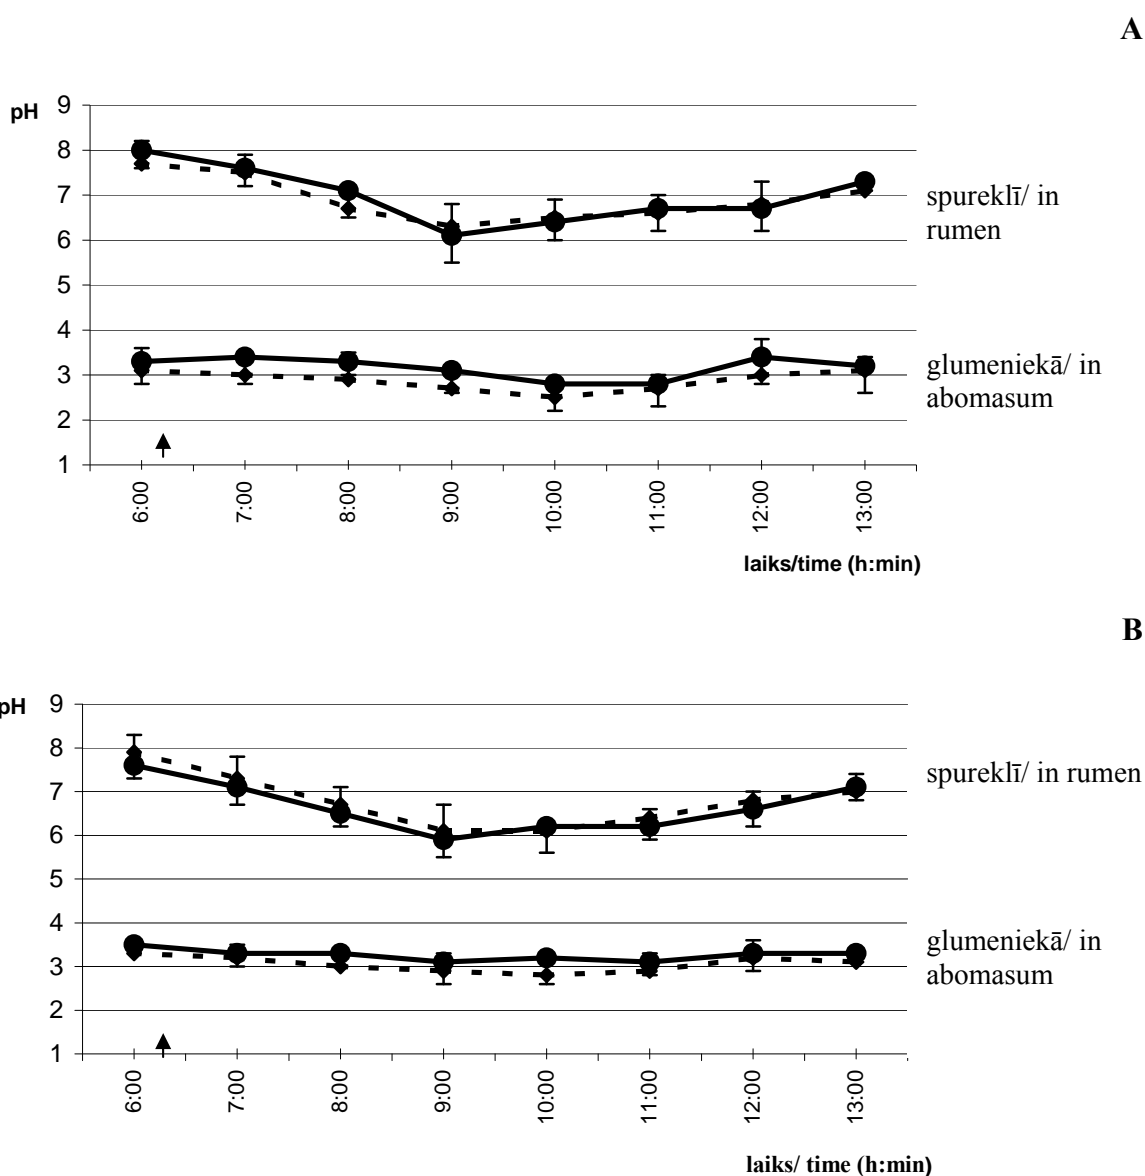 A
pH
9
8
7
6
5
4
3
2
1
spureklī/ in
rumen
glumeniekā/ in
abomasum
6:00
7:00
8:00
9:00
10:00
11:00
12:00
13:00
laiks/time (h:min)
B
pH
9
8
7
6
5
4
3
2
1
spureklī/ in rumen
glumeniekā/ in
abomasum
6:00
7:00
8:00
9:00
10:00
11:00
12:00
13:00
laiks/ time (h:min)